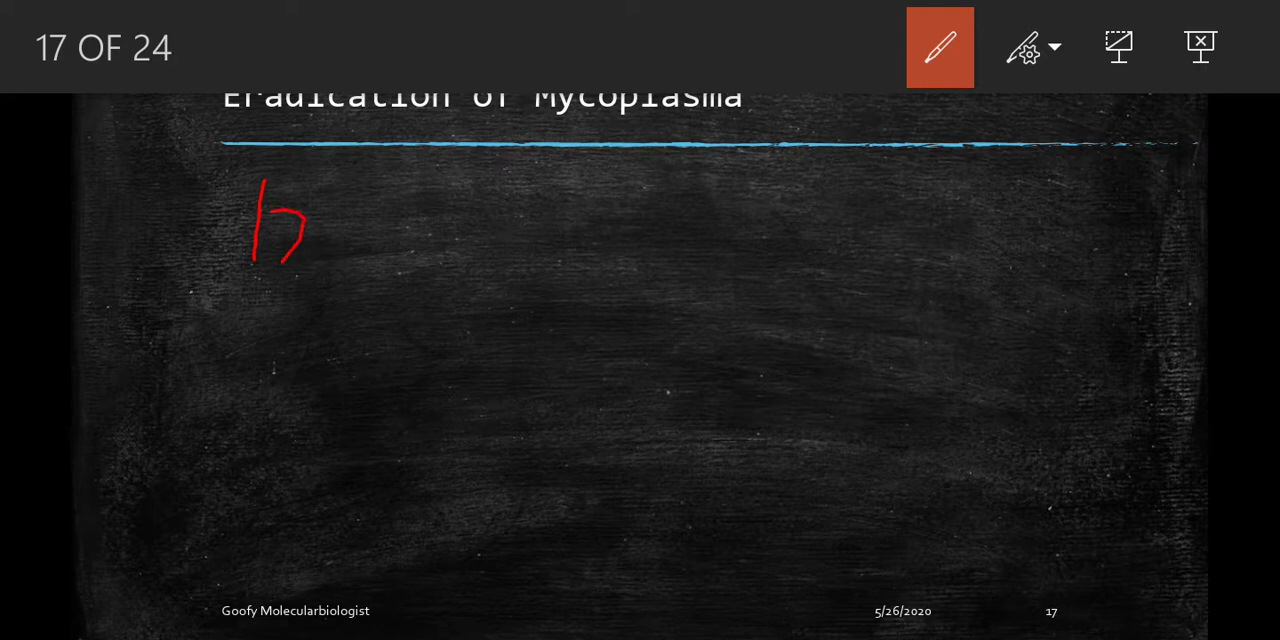 17 OF 24
Eradication of Mycoplasma
Goofy Molecularbiologist 5/26/2020 17